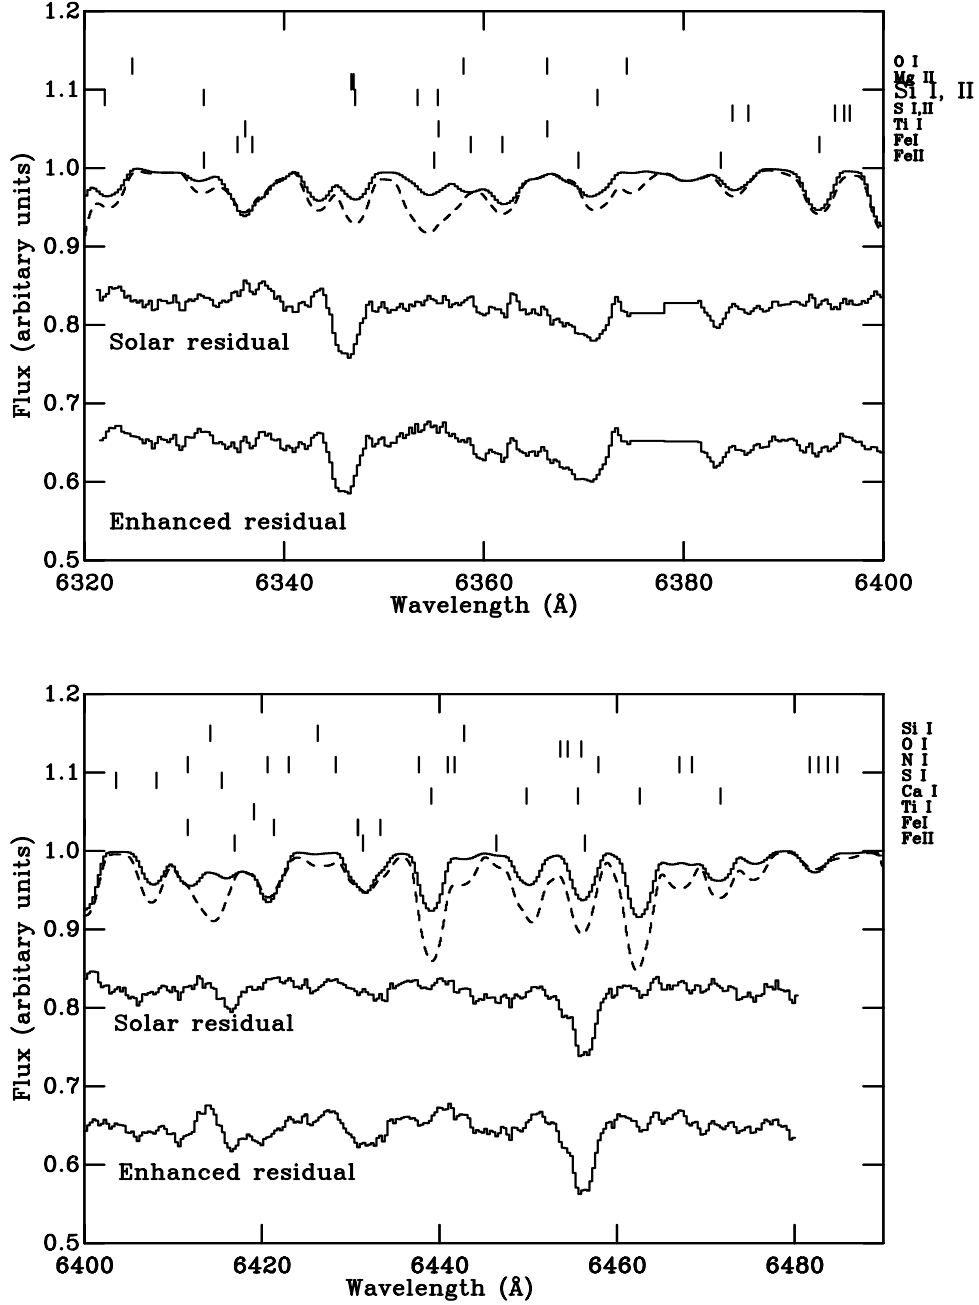 1.2
O I
Mg II
1.1
Si I, II
S I,II
Ti I
FeI
FeII
1.0
0.9
0.8
Solar residual
0.7
0.6
Enhanced residual
0.5
Flux (arbitary units)
6320 6340 6360 6380 6400
Wavelength (Å)
1.2
Si I
O I
N I
1.1
S I
Ca I
Ti I
FeI
FeII
1.0
0.9
0.8
Solar residual
0.7
0.6
Enhanced residual
0.5
Flux (arbitary units)
6400 6420 6440 6460 6480
Wavelength (Å)